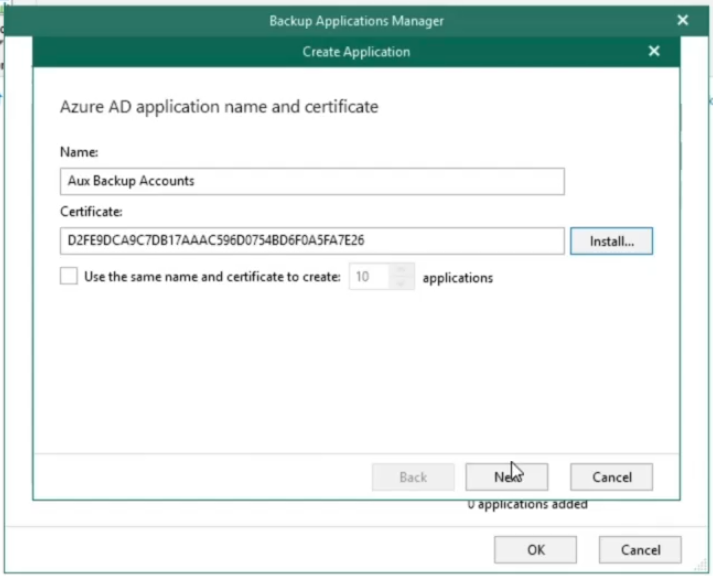 Backup Applications Manager
Create Application
Azure AD application name and certificate
Name:
Aux Backup Accounts
Certificate:
D2FE9DCA9C7DB17AAAC596D0754BD6F0A5FA7E26
Install...
Use the same name and certificate to create: 10 applications
Back
Next
Cancel
0 applications added
OK
Cancel